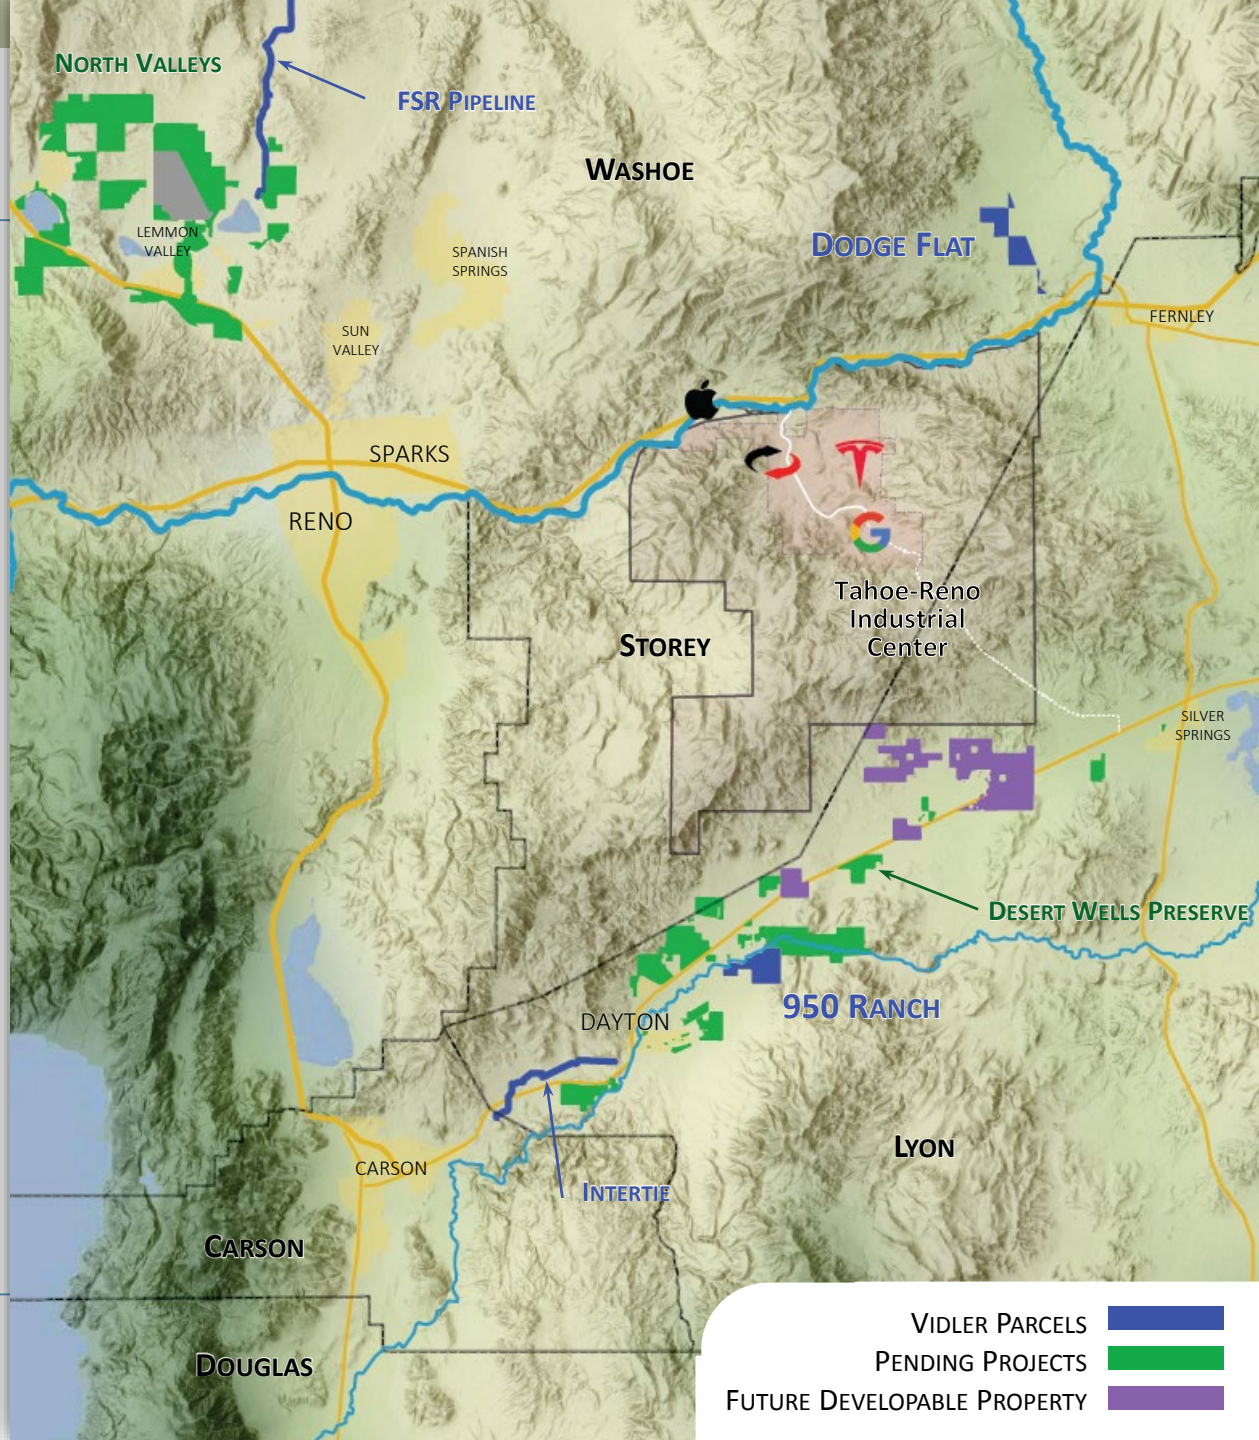 NORTH VALLEYS
FSR PIPELINE
WASHOE
LEMMON
VALLEY
SPANISH
SPRINGS
DODGE FLAT
SUN
VALLEY
FERNLEY
SPARKS
RENO
Tahoe-Reno
Industrial
Center
STOREY
SILVER
SPRINGS
DESERT WELLS PRESERVE
950 RANCH
DAYTON
LYON
CARSON
INTERTIE
CARSON
DOUGLAS
VIDLER PARCELS
PENDING PROJECTS
FUTURE DEVELOPABLE PROPERTY